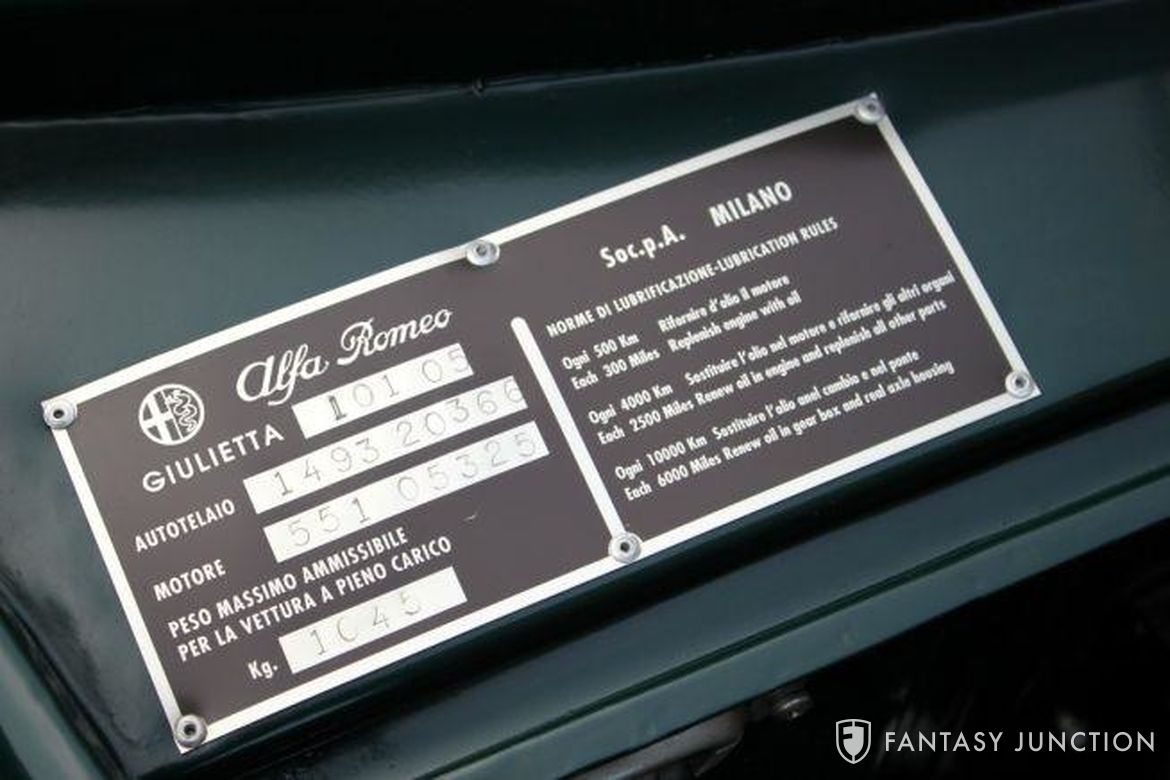 Alfa Romeo
GIULIETTA 101 05
AUTOTELAIO 1493 20366
MOTORE 551 05325
PESO MASSIMO AMMISSIBILE
PER LA VETTURA A PIENO CARICO
Kg. 1045
Soc.p.A. MILANO
NORME DI LUBRIFICAZIONE-LUBRICATION RULES
Ogni 500 Km Rifornire d'olio il motore
Each 300 Miles Replenish engine with oil
Ogni 4000 Km Sostituire l'olio nel motore e rifornire gli altri organi
Each 2500 Miles Renew oil in engine and replenish all other parts
Ogni 10000 Km Sostituire l'olio anel cambio e nel ponte
Each 6000 Miles Renew oil in gear box and real axle housing
FANTASY JUNCTION